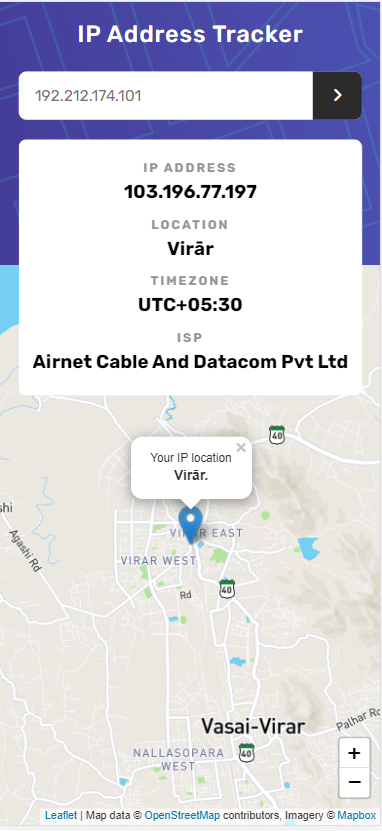 IP Address Tracker
192.212.174.101
IP ADDRESS
103.196.77.197
LOCATION
Virār
TIMEZONE
UTC+05:30
ISP
Airnet Cable And Datacom Pvt Ltd
40
×
Your IP location
Virār.
Agashi Rd
VIRAR EAST
VIRAR WEST
40
Rd
Vasai-Virar
Palhar Rd
NALLASOPARA
WEST
40
+
−
Leaflet | Map data © OpenStreetMap contributors, Imagery © Mapbox